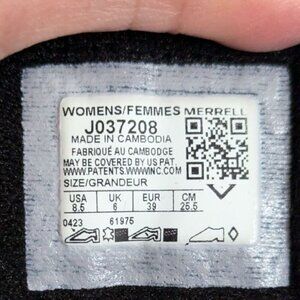 WOMENS/FEMMES MERRELL
J037208
MADE IN CAMBODIA
FABRIQUÉ AU CAMBODGE
MAY BE COVERED BY US PAT.
WWW.PATENTS.WWWINC.COM
SIZE/GRANDEUR
USA UK EUR CM
8.5 6 39 25.5
0423 61975